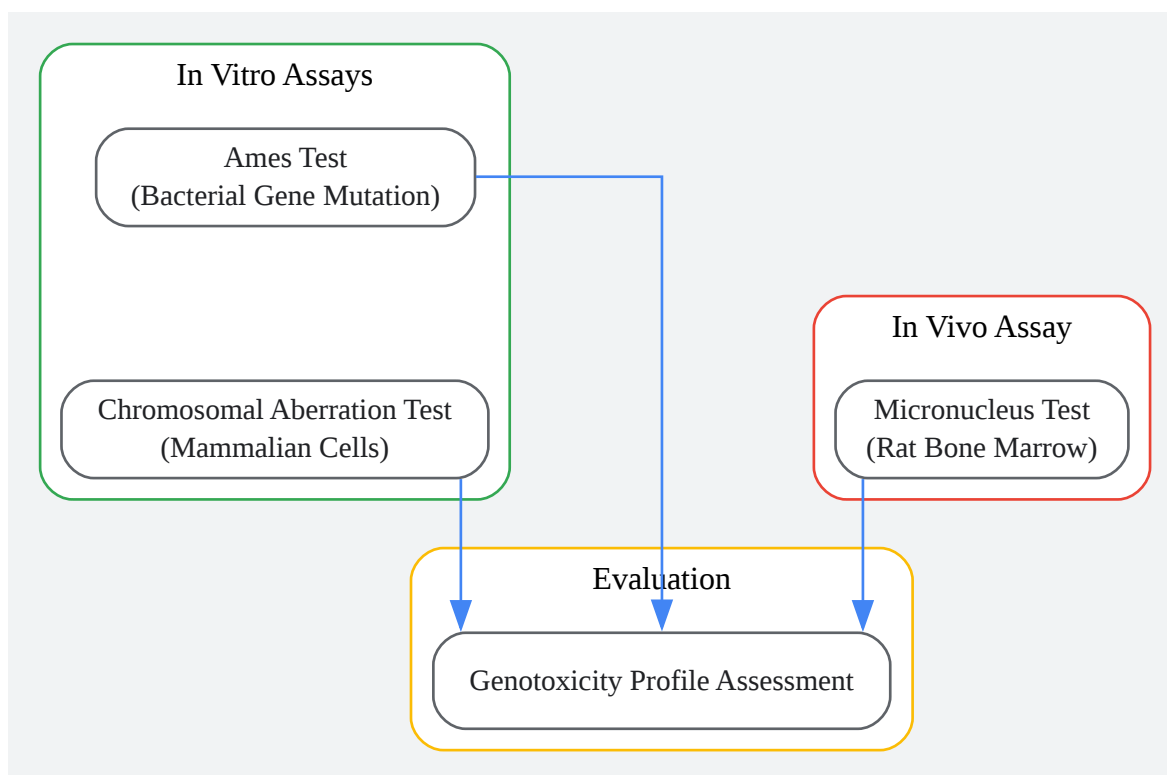 In Vitro Assays
Ames Test
(Bacterial Gene Mutation)
Chromosomal Aberration Test
(Mammalian Cells)
In Vivo Assay
Micronucleus Test
(Rat Bone Marrow)
Evaluation
Genotoxicity Profile Assessment